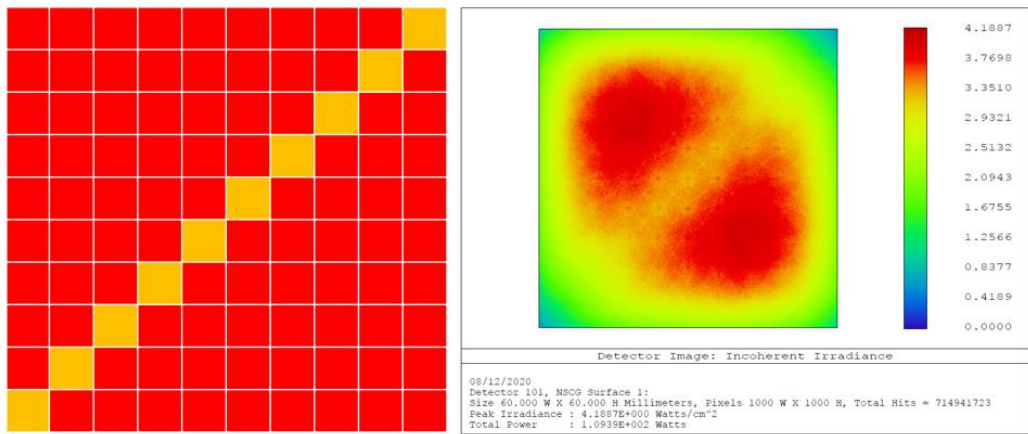 4.1887
3.7698
3.3510
2.9321
2.5132
2.0943
1.6755
1.2566
0.8377
0.4189
0.0000
Detector Image: Incoherent Irradiance
08/12/2020
Detector 101, NSCG Surface 1:
Size 60.000 W X 60.000 H Millimeters, Pixels 1000 W X 1000 H, Total Hits = 714941723
Peak Irradiance : 4.1887E+000 Watts/cm^2
Total Power     : 1.0939E+002 Watts